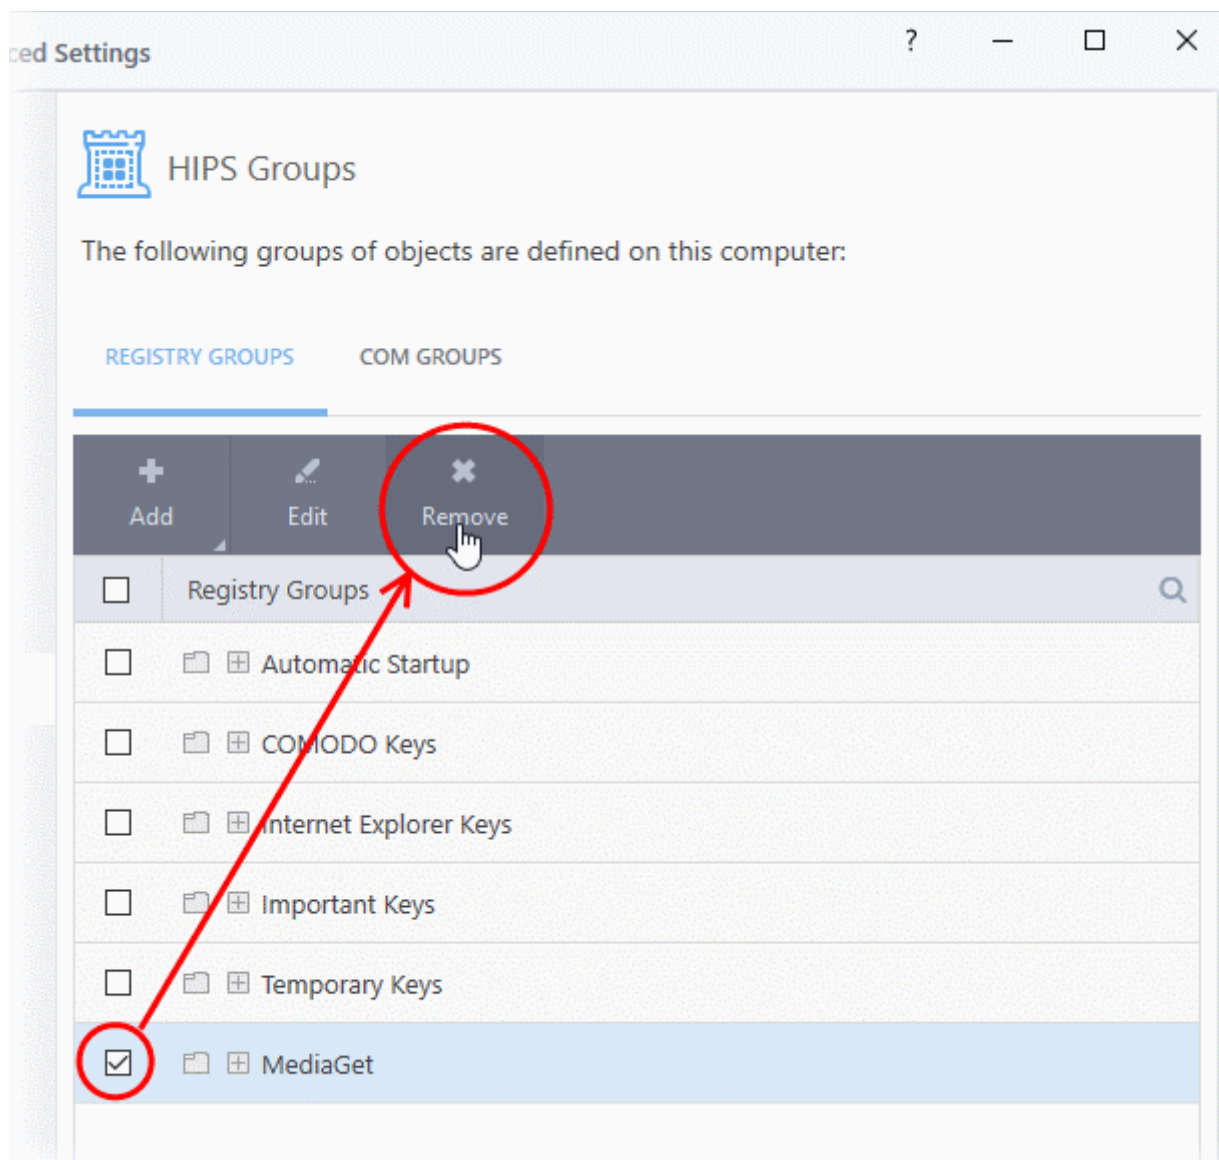 ced Settings
?
HIPS Groups
The following groups of objects are defined on this computer:
REGISTRY GROUPS COM GROUPS
Add Edit Remove
Registry Groups
Automatic Startup
COMODO Keys
Internet Explorer Keys
Important Keys
Temporary Keys
MediaGet